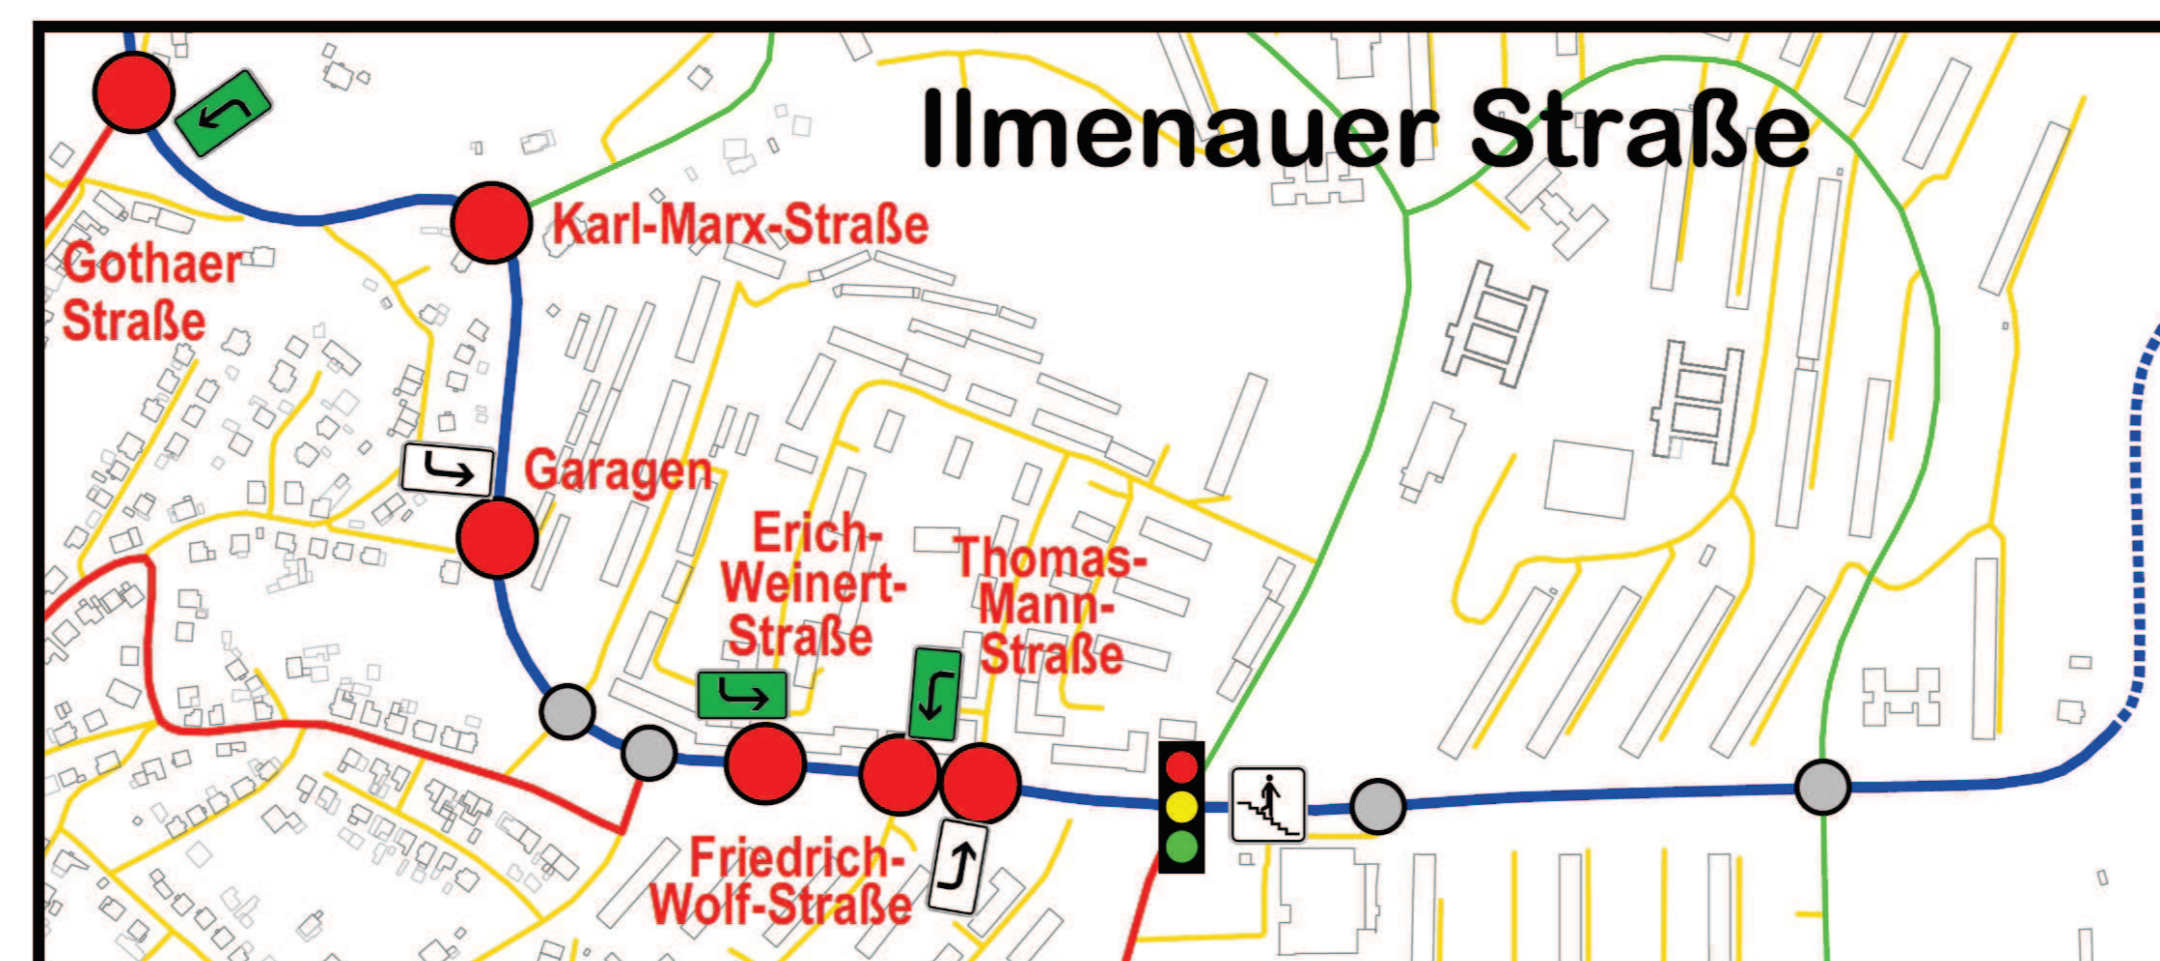 Ilmenauer Straße
Karl-Marx-Straße
Gothaer
Straße
Garagen
Erich-
Weinert-
Straße
Thomas-
Mann-
Straße
Friedrich-
Wolf-Straße